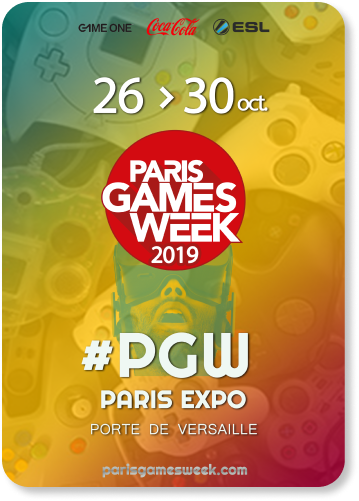 GAME ONE Coca-Cola ESL
26 > 30 oct.
PARIS
GAMES
WEEK
2019
#PGW
PARIS EXPO
PORTE DE VERSAILLE
parisgamesweek.com